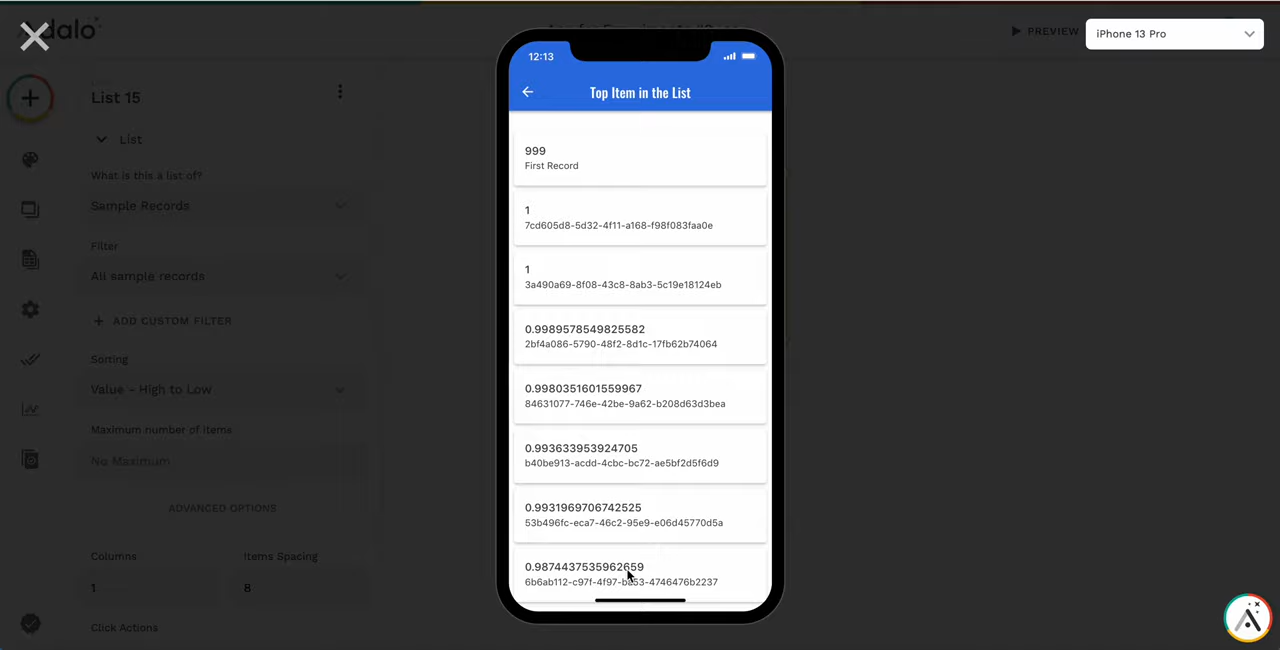 PREVIEW
iPhone 13 Pro
12:13
Top Item in the List
999
First Record
1
7cd605d8-5d32-4f11-a168-f98f083faa0e
1
3a490a69-8f08-43c8-8ab3-5c19e18124eb
0.9989578549825582
2bf4a086-5790-48f2-8d1c-17fb62b74064
0.9980351601559967
84631077-746e-42be-9a62-b208d63d3bea
0.993633953924705
b40be913-acdd-4cbc-bc72-ae5bf2d5f6d9
0.9931969706742525
53b496fc-eca7-46c2-95e9-e06d45770d5a
0.9874437535962659
List 15
List
What is this a list of?
Sample Records
Filter
All sample records
ADD CUSTOM FILTER
Sorting
Value - High to Low
Maximum number of items
No Maximum
ADVANCED OPTIONS
Columns
Items Spacing
1
8
Click Actions